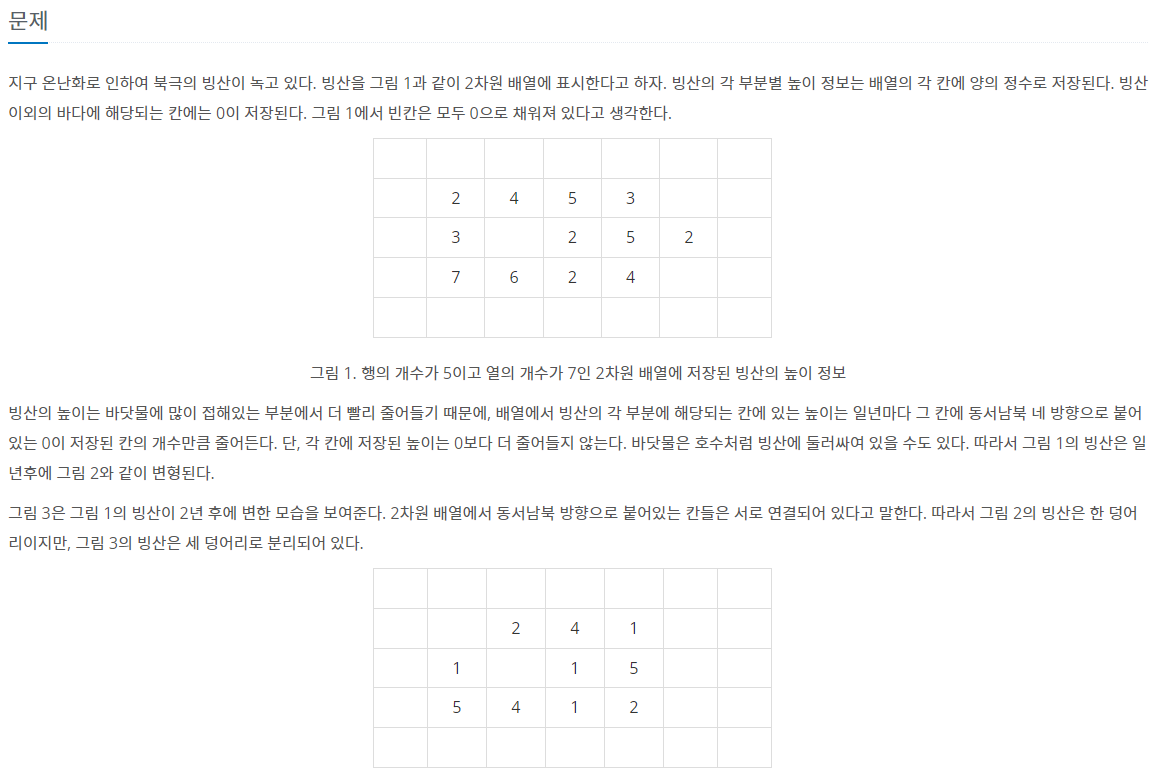 문제
지구 온난화로 인하여 북극의 빙산이 녹고 있다. 빙산을 그림 1과 같이 2차원 배열에 표시한다고 하자. 빙산의 각 부분별 높이 정보는 배열의 각 칸에 양의 정수로 저장된다. 빙산
이외의 바다에 해당되는 칸에는 0이 저장된다. 그림 1에서 빈칸은 모두 0으로 채워져 있다고 생각한다.
2 4 5 3
3 2 5 2
7 6 2 4
그림 1. 행의 개수가 5이고 열의 개수가 7인 2차원 배열에 저장된 빙산의 높이 정보
빙산의 높이는 바닷물에 많이 접해있는 부분에서 더 빨리 줄어들기 때문에, 배열에서 빙산의 각 부분에 해당되는 칸에 있는 높이는 일년마다 그 칸에 동서남북 네 방향으로 붙어
있는 0이 저장된 칸의 개수만큼 줄어든다. 단, 각 칸에 저장된 높이는 0보다 더 줄어들지 않는다. 바닷물은 호수처럼 빙산에 둘러싸여 있을 수도 있다. 따라서 그림 1의 빙산은 일
년후에 그림 2와 같이 변형된다.
그림 3은 그림 1의 빙산이 2년 후에 변한 모습을 보여준다. 2차원 배열에서 동서남북 방향으로 붙어있는 칸들은 서로 연결되어 있다고 말한다. 따라서 그림 2의 빙산은 한 덩어
리이지만, 그림 3의 빙산은 세 덩어리로 분리되어 있다.
2 4 1
1 1 5
5 4 1 2